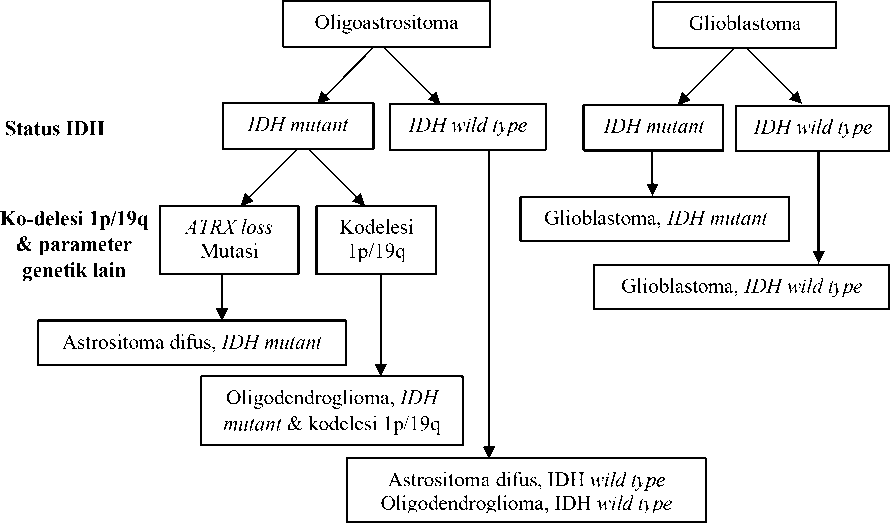 Oligoastrositoma
Glioblastoma
Status IDH
IDH mutant
IDH wild type
IDH mutant
IDH wild type
Ko-delesi 1p/19q
& parameter
genetik lain
ATRX loss
Mutasi
Kodelesi
1p/19q
Glioblastoma, IDH mutant
Glioblastoma, IDH wild type
Astrositoma difus, IDH mutant
Oligodendroglioma, IDH
mutant & kodelesi 1p/19q
Astrositoma difus, IDH wild type
Oligodendroglioma, IDH wild type